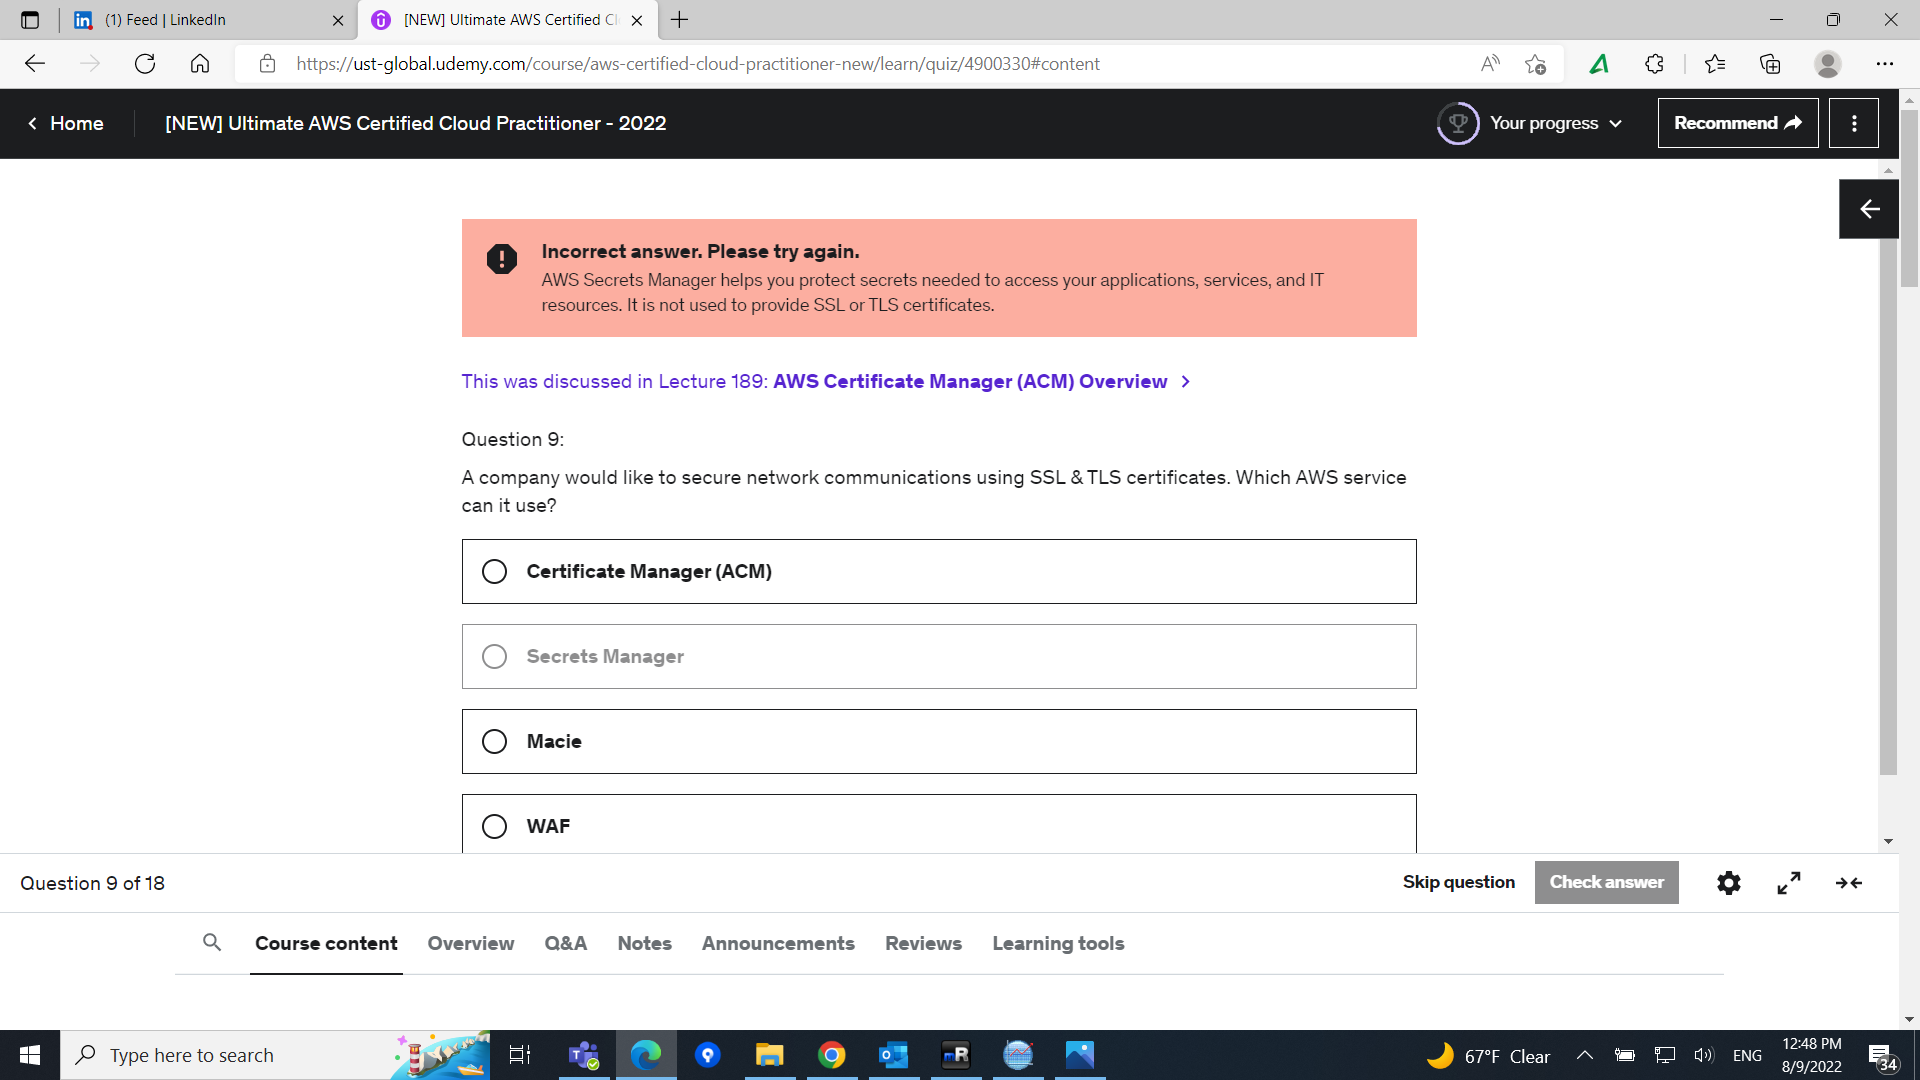 (1) Feed | LinkedIn
[NEW] Ultimate AWS Certified Cl
https://ust-global.udemy.com/course/aws-certified-cloud-practitioner-new/learn/quiz/4900330#content
Home
[NEW] Ultimate AWS Certified Cloud Practitioner - 2022
Your progress
Recommend
Incorrect answer. Please try again.
AWS Secrets Manager helps you protect secrets needed to access your applications, services, and IT
resources. It is not used to provide SSL or TLS certificates.
This was discussed in Lecture 189: AWS Certificate Manager (ACM) Overview
Question 9:
A company would like to secure network communications using SSL & TLS certificates. Which AWS service
can it use?
Certificate Manager (ACM)
Secrets Manager
Macie
WAF
Question 9 of 18
Skip question
Check answer
Course content
Overview
Q&A
Notes
Announcements
Reviews
Learning tools
Type here to search
67°F Clear
ENG
12:48 PM
8/9/2022
34